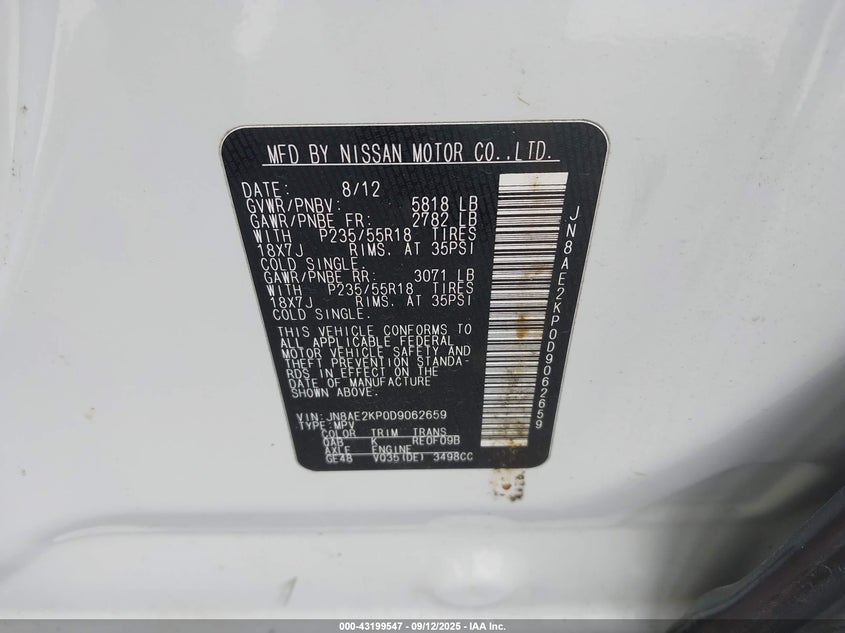 MFD BY NISSAN MOTOR CO.,LTD.
DATE: 8/12
GVWR/PNBV: 5818 LB
GAWR/PNBE FR: 2782 LB
WITH P235/55R18 TIRES
18X7J RIMS. AT 35PSI
COLD SINGLE.
GAWR/PNBE RR: 3071 LB
WITH P235/55R18 TIRES
18X7J RIMS. AT 35PSI
COLD SINGLE.
THIS VEHICLE CONFORMS TO
ALL APPLICABLE FEDERAL
MOTOR VEHICLE SAFETY AND
THEFT PREVENTION STANDA-
RDS IN EFFECT ON THE
DATE OF MANUFACTURE
SHOWN ABOVE.
VIN:JN8AE2KP0D9062659
TYPE:MPV
COLOR TRIM TRANS
QAB K RE0F09B
AXLE ENGINE
GE48 VQ35(DE) 3498CC
JN8AE2KP0D9062659
000-43199547 - 09/12/2025 - IAA Inc.